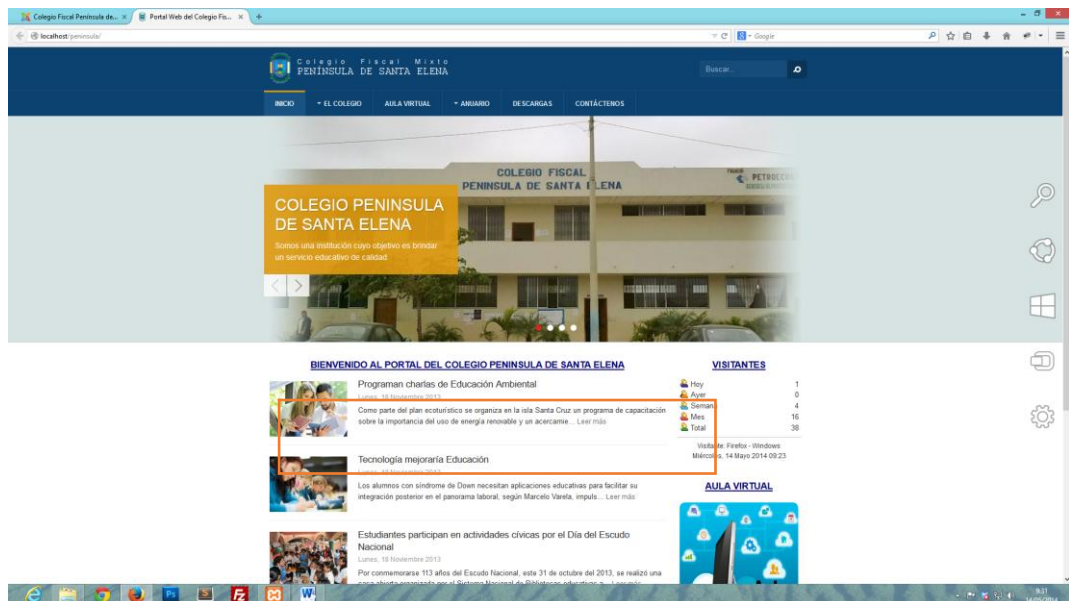 Colegio Fiscal Península de...
Portal Web del Colegio Fis...
localhost/peninsula/
Google
Colegio Fiscal Mixto
PENÍNSULA DE SANTA ELENA
Buscar...
INICIO
EL COLEGIO
AULA VIRTUAL
ANUARIO
DESCARGAS
CONTÁCTENOS
COLEGIO FISCAL
PENINSULA DE SANTA ELENA
COLEGIO PENINSULA
DE SANTA ELENA
Somos una institución cuyo objetivo es brindar
un servicio educativo de calidad
BIENVENIDO AL PORTAL DEL COLEGIO PENINSULA DE SANTA ELENA
Programan charlas de Educación Ambiental
Lunes, 18 Noviembre 2013
Como parte del plan ecoturístico se organiza en la isla Santa Cruz un programa de capacitación
sobre la importancia del uso de energía renovable y un acercamie... Leer más
Tecnología mejoraría Educación
Lunes, 18 Noviembre 2013
Los alumnos con síndrome de Down necesitan aplicaciones educativas para facilitar su
integración posterior en el panorama laboral, según Marcelo Varela, impuls... Leer más
Estudiantes participan en actividades cívicas por el Día del Escudo
Nacional
Lunes, 18 Noviembre 2013
Por conmemorarse 113 años del Escudo Nacional, este 31 de octubre del 2013, se realizó una
VISITANTES
Hoy 1
Ayer 0
Semana 4
Mes 16
Total 38
Visitante: Firefox - Windows
Miércoles, 14 Mayo 2014 09:23
AULA VIRTUAL
9:31
14/05/2014